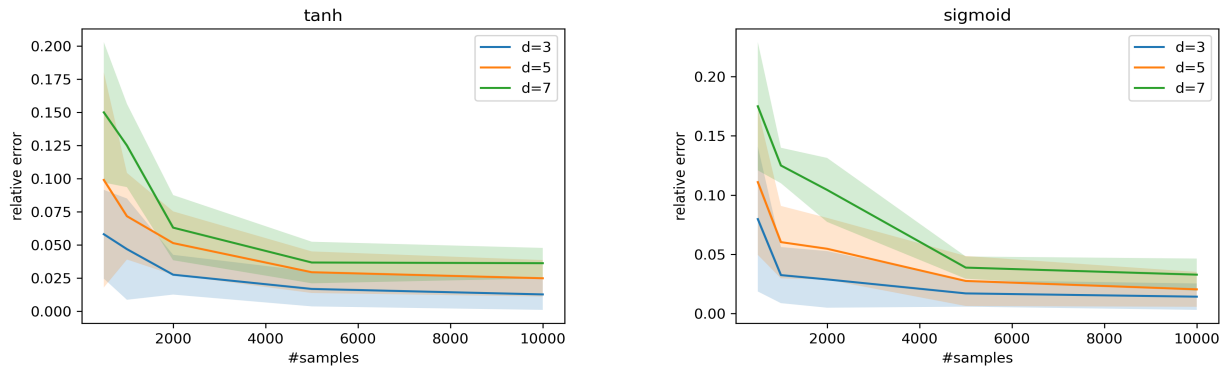 tanh
0.200
0.175
0.150
0.125
0.100
0.075
0.050
0.025
0.000
relative error
2000 4000 6000 8000 10000
#samples
d=3
d=5
d=7
sigmoid
0.20
0.15
0.10
0.05
0.00
relative error
2000 4000 6000 8000 10000
#samples
d=3
d=5
d=7